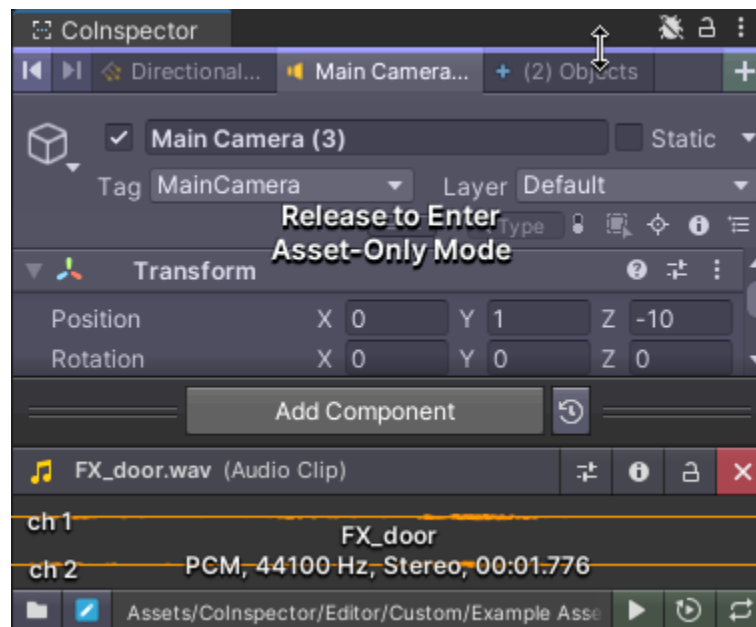 CoInspector
Directional... Main Camera... + (2) Objects +
Main Camera (3) Static
Tag MainCamera Layer Default
Release to Enter
Type
Asset-Only Mode
Transform
Position X 0 Y 1 Z -10
Rotation X 0 Y 0 Z 0
Add Component
FX_door.wav (Audio Clip)
ch 1
FX_door
ch 2 PCM, 44100 Hz, Stereo, 00:01.776
Assets/CoInspector/Editor/Custom/Example Asse